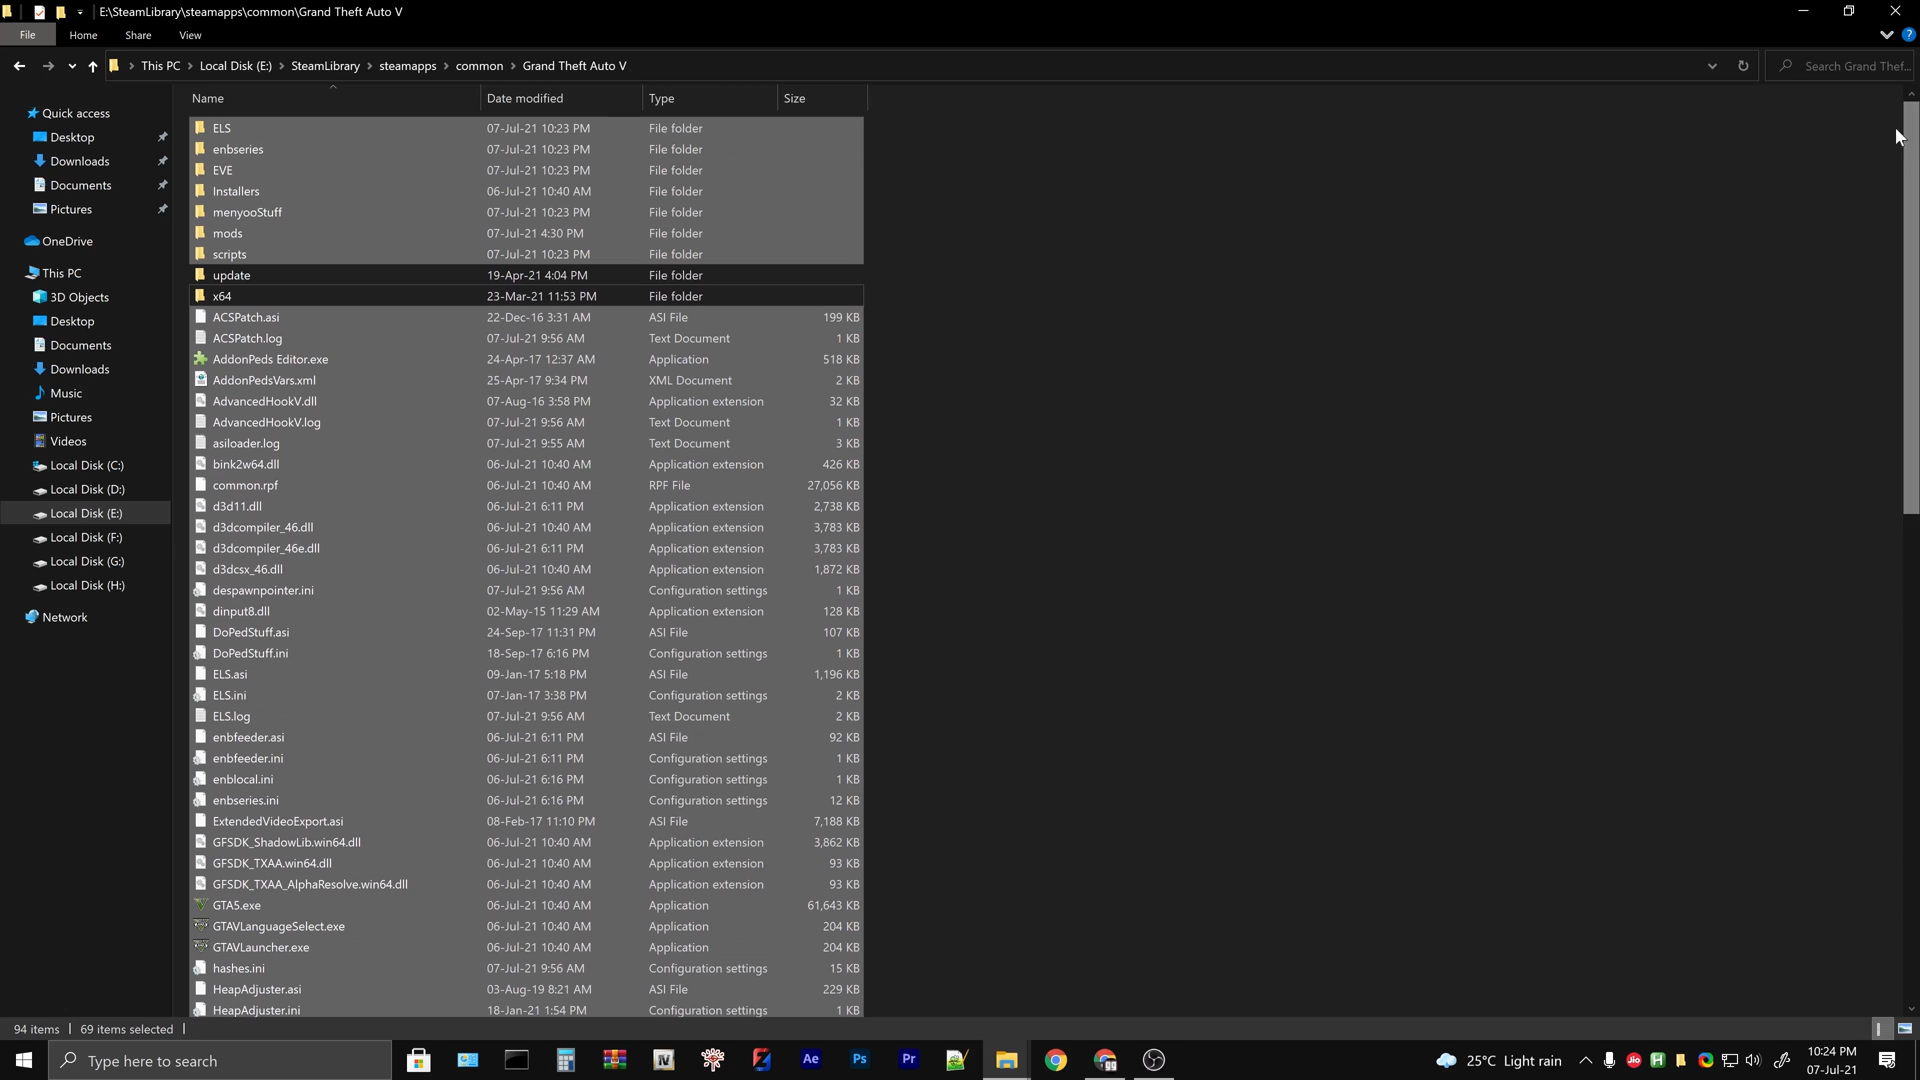 E:\SteamLibrary\steamapps\common\Grand Theft Auto V
File Home Share View
This PC > Local Disk (E:) > SteamLibrary > steamapps > common > Grand Theft Auto V Search Grand Thef...
Name Date modified Type Size
Quick access
Desktop
Downloads
Documents
Pictures
OneDrive
This PC
3D Objects
Desktop
Documents
Downloads
Music
Pictures
Videos
Local Disk (C:)
Local Disk (D:)
Local Disk (E:)
Local Disk (F:)
Local Disk (G:)
Local Disk (H:)
Network
ELS 07-Jul-21 10:23 PM File folder
enbseries 07-Jul-21 10:23 PM File folder
EVE 07-Jul-21 10:23 PM File folder
Installers 06-Jul-21 10:40 AM File folder
menyooStuff 07-Jul-21 10:23 PM File folder
mods 07-Jul-21 4:30 PM File folder
scripts 07-Jul-21 10:23 PM File folder
update 19-Apr-21 4:04 PM File folder
x64 23-Mar-21 11:53 PM File folder
ACSPatch.asi 22-Dec-16 3:31 AM ASI File 199 KB
ACSPatch.log 07-Jul-21 9:56 AM Text Document 1 KB
AddonPeds Editor.exe 24-Apr-17 12:37 AM Application 518 KB
AddonPedsVars.xml 25-Apr-17 9:34 PM XML Document 2 KB
AdvancedHookV.dll 07-Aug-16 3:58 PM Application extension 32 KB
AdvancedHookV.log 07-Jul-21 9:56 AM Text Document 1 KB
asiloader.log 07-Jul-21 9:55 AM Text Document 3 KB
bink2w64.dll 06-Jul-21 10:40 AM Application extension 426 KB
common.rpf 06-Jul-21 10:40 AM RPF File 27,056 KB
d3d11.dll 06-Jul-21 6:11 PM Application extension 2,738 KB
d3dcompiler_46.dll 06-Jul-21 10:40 AM Application extension 3,783 KB
d3dcompiler_46e.dll 06-Jul-21 6:11 PM Application extension 3,783 KB
d3dcsx_46.dll 06-Jul-21 10:40 AM Application extension 1,872 KB
despawnpointer.ini 07-Jul-21 9:56 AM Configuration settings 1 KB
dinput8.dll 02-May-15 11:29 AM Application extension 128 KB
DoPedStuff.asi 24-Sep-17 11:31 PM ASI File 107 KB
DoPedStuff.ini 18-Sep-17 6:16 PM Configuration settings 1 KB
ELS.asi 09-Jan-17 5:18 PM ASI File 1,196 KB
ELS.ini 07-Jan-17 3:38 PM Configuration settings 2 KB
ELS.log 07-Jul-21 9:56 AM Text Document 2 KB
enbfeeder.asi 06-Jul-21 6:11 PM ASI File 92 KB
enbfeeder.ini 06-Jul-21 6:11 PM Configuration settings 1 KB
enblocal.ini 06-Jul-21 6:16 PM Configuration settings 1 KB
enbseries.ini 06-Jul-21 6:16 PM Configuration settings 12 KB
ExtendedVideoExport.asi 08-Feb-17 11:10 PM ASI File 7,188 KB
GFSDK_ShadowLib.win64.dll 06-Jul-21 10:40 AM Application extension 3,862 KB
GFSDK_TXAA.win64.dll 06-Jul-21 10:40 AM Application extension 93 KB
GFSDK_TXAA_AlphaResolve.win64.dll 06-Jul-21 10:40 AM Application extension 93 KB
GTA5.exe 06-Jul-21 10:40 AM Application 61,643 KB
GTAVLanguageSelect.exe 06-Jul-21 10:40 AM Application 204 KB
GTAVLauncher.exe 06-Jul-21 10:40 AM Application 204 KB
hashes.ini 07-Jul-21 9:56 AM Configuration settings 15 KB
HeapAdjuster.asi 03-Aug-19 8:21 AM ASI File 229 KB
HeapAdjuster.ini 18-Jan-21 1:54 PM Configuration settings 1 KB
94 items 69 items selected
Type here to search Ae Ps Pr 25°C Light rain Jio H 10:24 PM
07-Jul-21